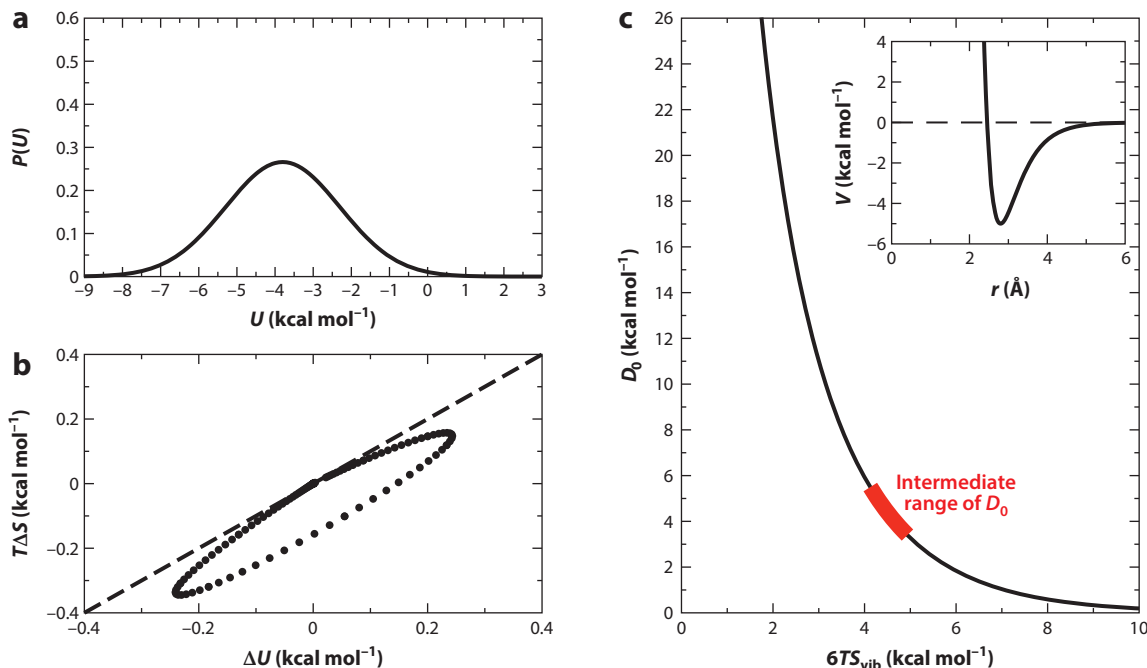 a
0.6
0.5
0.4
0.3
0.2
0.1
0
P(U)
−9 −8 −7 −6 −5 −4 −3 −2 −1 0 1 2 3
U (kcal mol⁻¹)
b
0.4
0.2
0
−0.2
−0.4
TΔS (kcal mol⁻¹)
−0.4 −0.2 0 0.2 0.4
ΔU (kcal mol⁻¹)
c
26
24
22
20
18
16
14
12
10
8
6
4
2
0
D₀ (kcal mol⁻¹)
4
2
0
−2
−4
−6
V (kcal mol⁻¹)
0 2 4 6
r (Å)
Intermediate
range of D₀
0 2 4 6 8 10
6TSvib (kcal mol⁻¹)